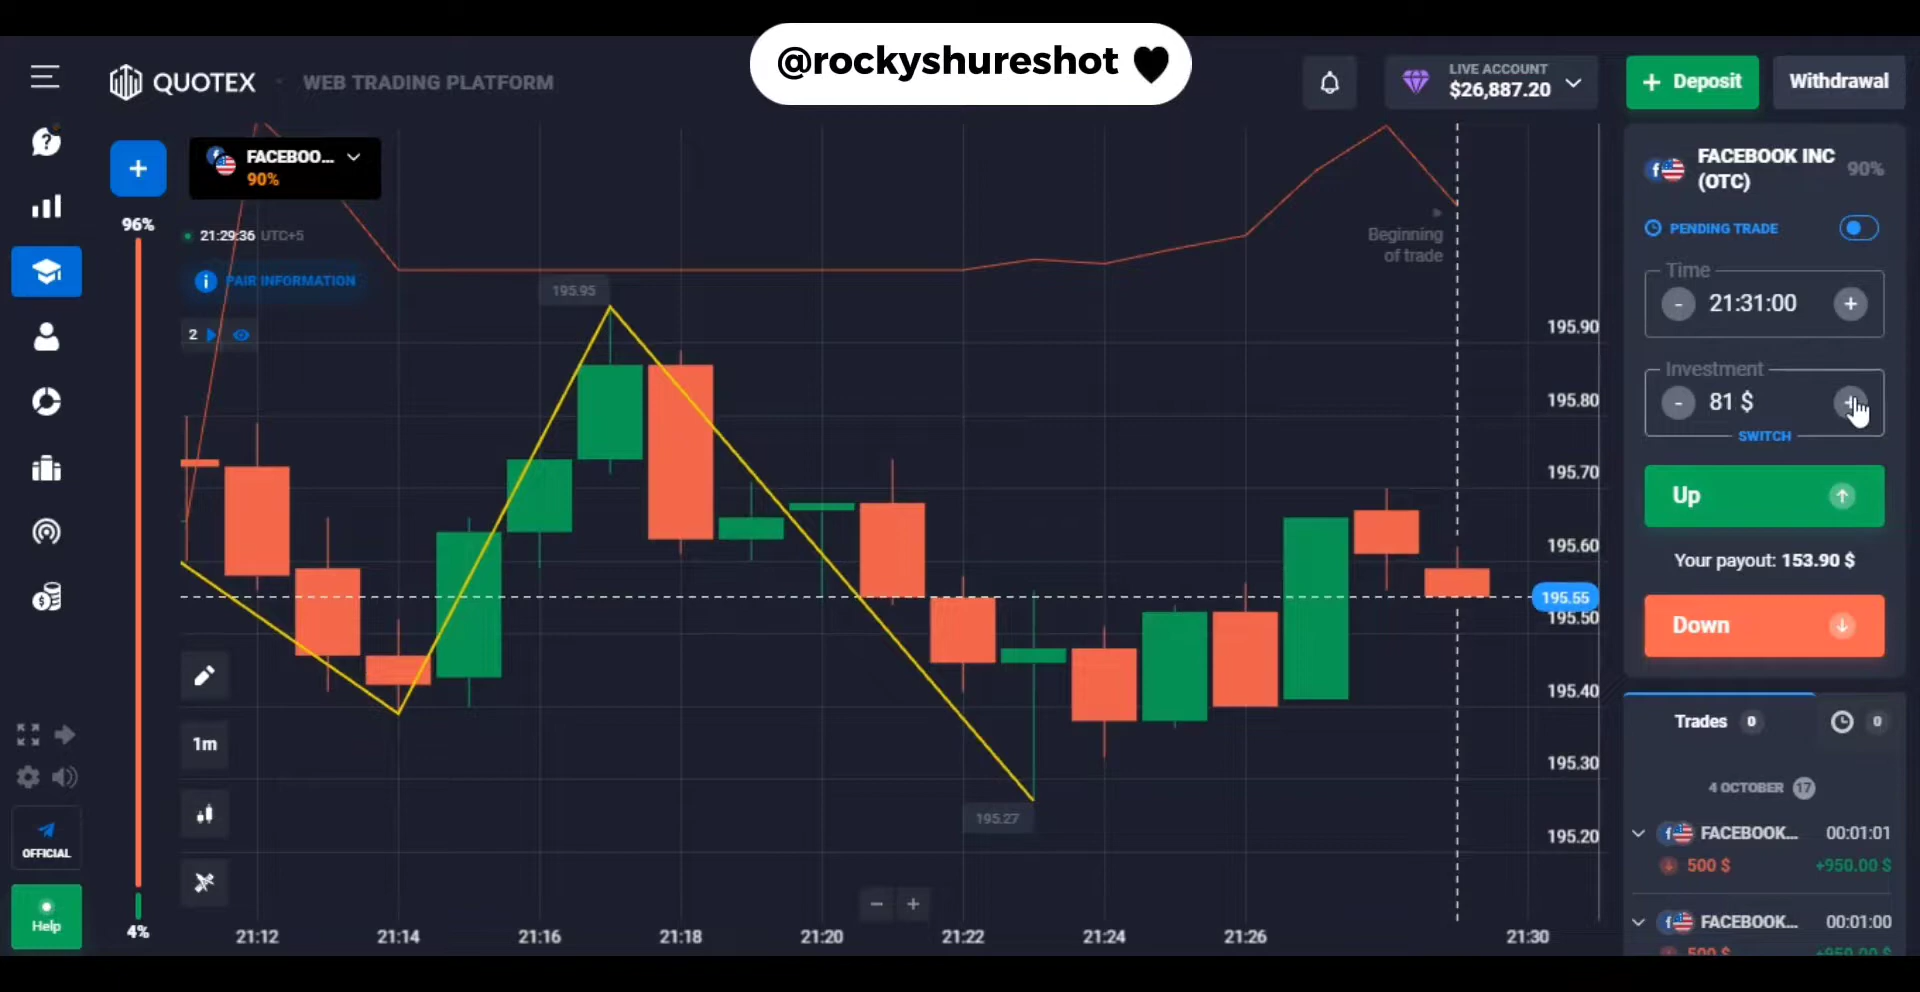 @rockyshureshot 🖤
QUOTEX
WEB TRADING PLATFORM
LIVE ACCOUNT
$26,887.20
+ Deposit
Withdrawal
+
FACEBOO...
90%
96%
21:29:36 UTC+5
PAIR INFORMATION
2
195.95
Beginning
of trade
195.90
195.80
195.70
195.60
195.55
195.50
195.40
195.30
195.27
195.20
1m
OFFICIAL
Help
4%
− +
21:12
21:14
21:16
21:18
21:20
21:22
21:24
21:26
21:30
FACEBOOK INC
(OTC)
90%
PENDING TRADE
Time
- 21:31:00 +
Investment
- 81 $ +
SWITCH
Up
Your payout: 153.90 $
Down
Trades 0
0
4 OCTOBER 17
FACEBOOK... 00:01:01
500 $ +950.00 $
FACEBOOK... 00:01:00
500 $ +950.00 $